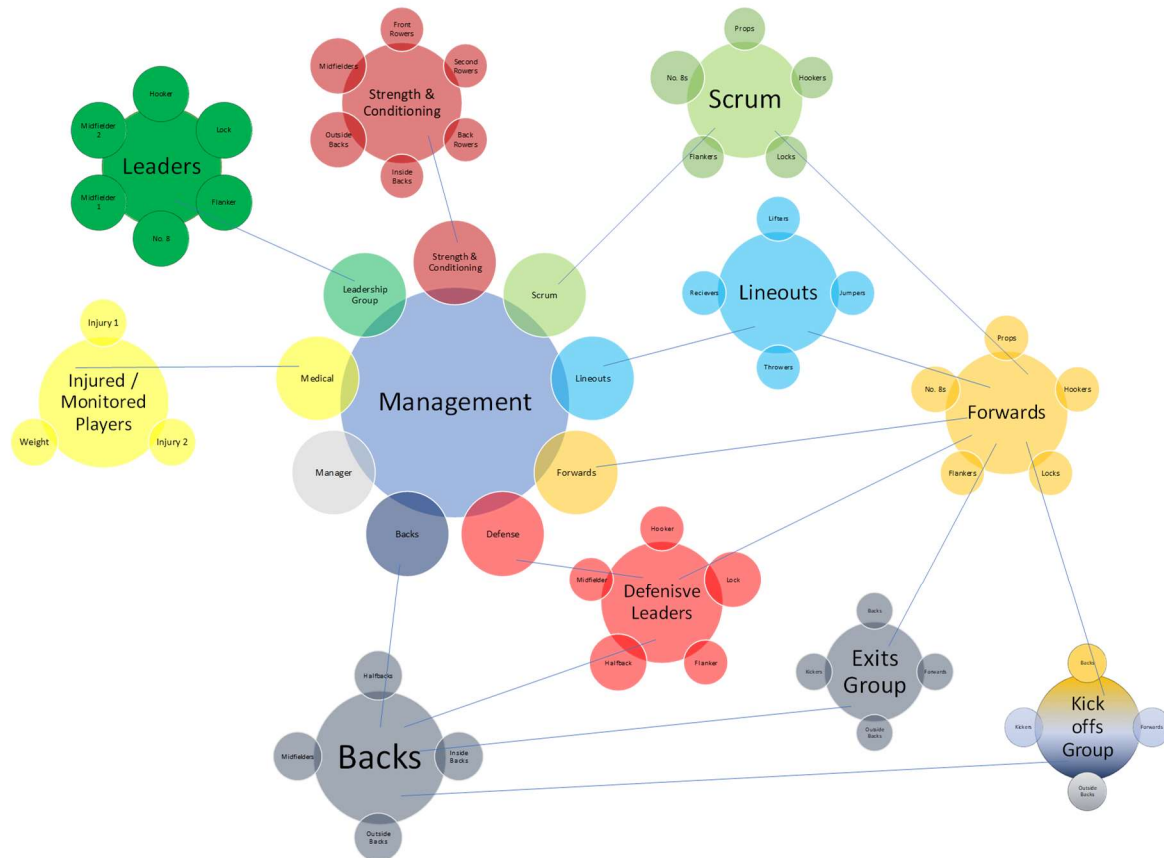 Front
Rowers
Midfielders
Second
Rowers
Strength &
Conditioning
Outside
Backs
Back
Rowers
Inside
Backs
Props
No. 8s
Hookers
Scrum
Flankers
Locks
Hooker
Midfielder
2
Lock
Leaders
Midfielder
1
Flanker
No. 8
Lifters
Recievers
Lineouts
Jumpers
Throwers
Strength &
Conditioning
Leadership
Group
Scrum
Medical
Lineouts
Management
Manager
Forwards
Backs
Defense
Injury 1
Injured /
Monitored
Players
Weight
Injury 2
Props
No. 8s
Hookers
Forwards
Flankers
Locks
Hooker
Midfielder
Lock
Defenisve
Leaders
Halfback
Flanker
Backs
Kickers
Exits
Group
Forwards
Outside
Backs
Backs
Kickers
Kick
offs
Group
Forwards
Outside
Backs
Halfbacks
Midfielders
Backs
Inside
Backs
Outside
Backs